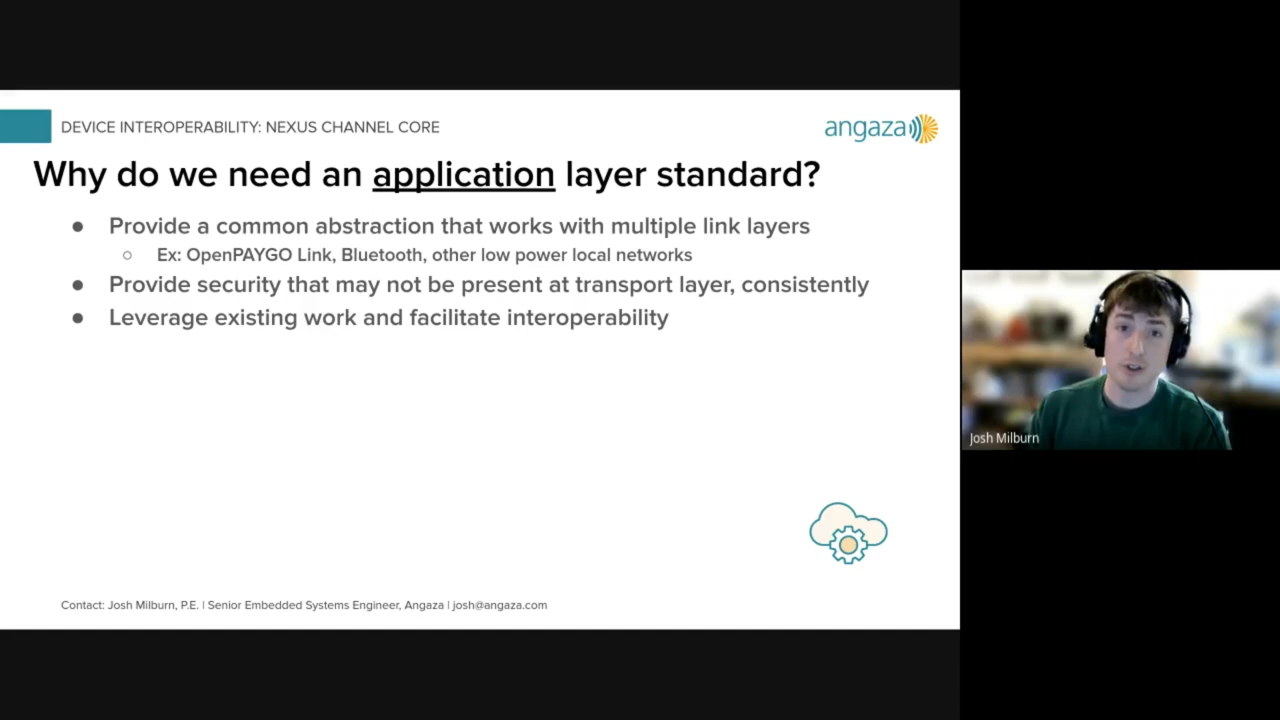 DEVICE INTEROPERABILITY: NEXUS CHANNEL CORE
angaza
Why do we need an application layer standard?
● Provide a common abstraction that works with multiple link layers
○ Ex: OpenPAYGO Link, Bluetooth, other low power local networks
● Provide security that may not be present at transport layer, consistently
● Leverage existing work and facilitate interoperability
Josh Milburn
Contact: Josh Milburn, P.E. | Senior Embedded Systems Engineer, Angaza | josh@angaza.com